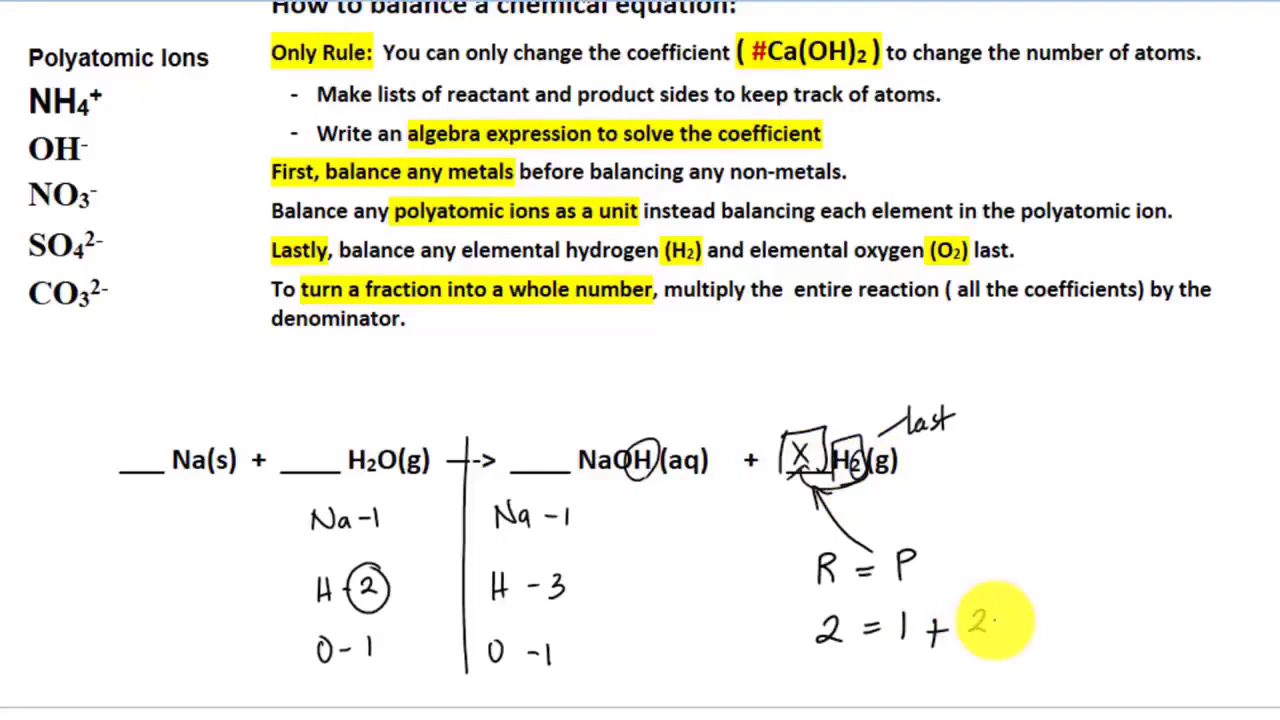 How to balance a chemical equation:
Polyatomic Ions
NH₄⁺
OH⁻
NO₃⁻
SO₄²⁻
CO₃²⁻
Only Rule: You can only change the coefficient ( #Ca(OH)₂ ) to change the number of atoms.
- Make lists of reactant and product sides to keep track of atoms.
- Write an algebra expression to solve the coefficient
First, balance any metals before balancing any non-metals.
Balance any polyatomic ions as a unit instead balancing each element in the polyatomic ion.
Lastly, balance any elemental hydrogen (H₂) and elemental oxygen (O₂) last.
To turn a fraction into a whole number, multiply the entire reaction ( all the coefficients) by the
denominator.
last
___ Na(s) + ____ H₂O(g) ---> ____ NaOH(aq) + X H₂(g)
Na -1 Na -1
H - 2 H - 3
O - 1 O -1
R = P
2 = 1 + 2·